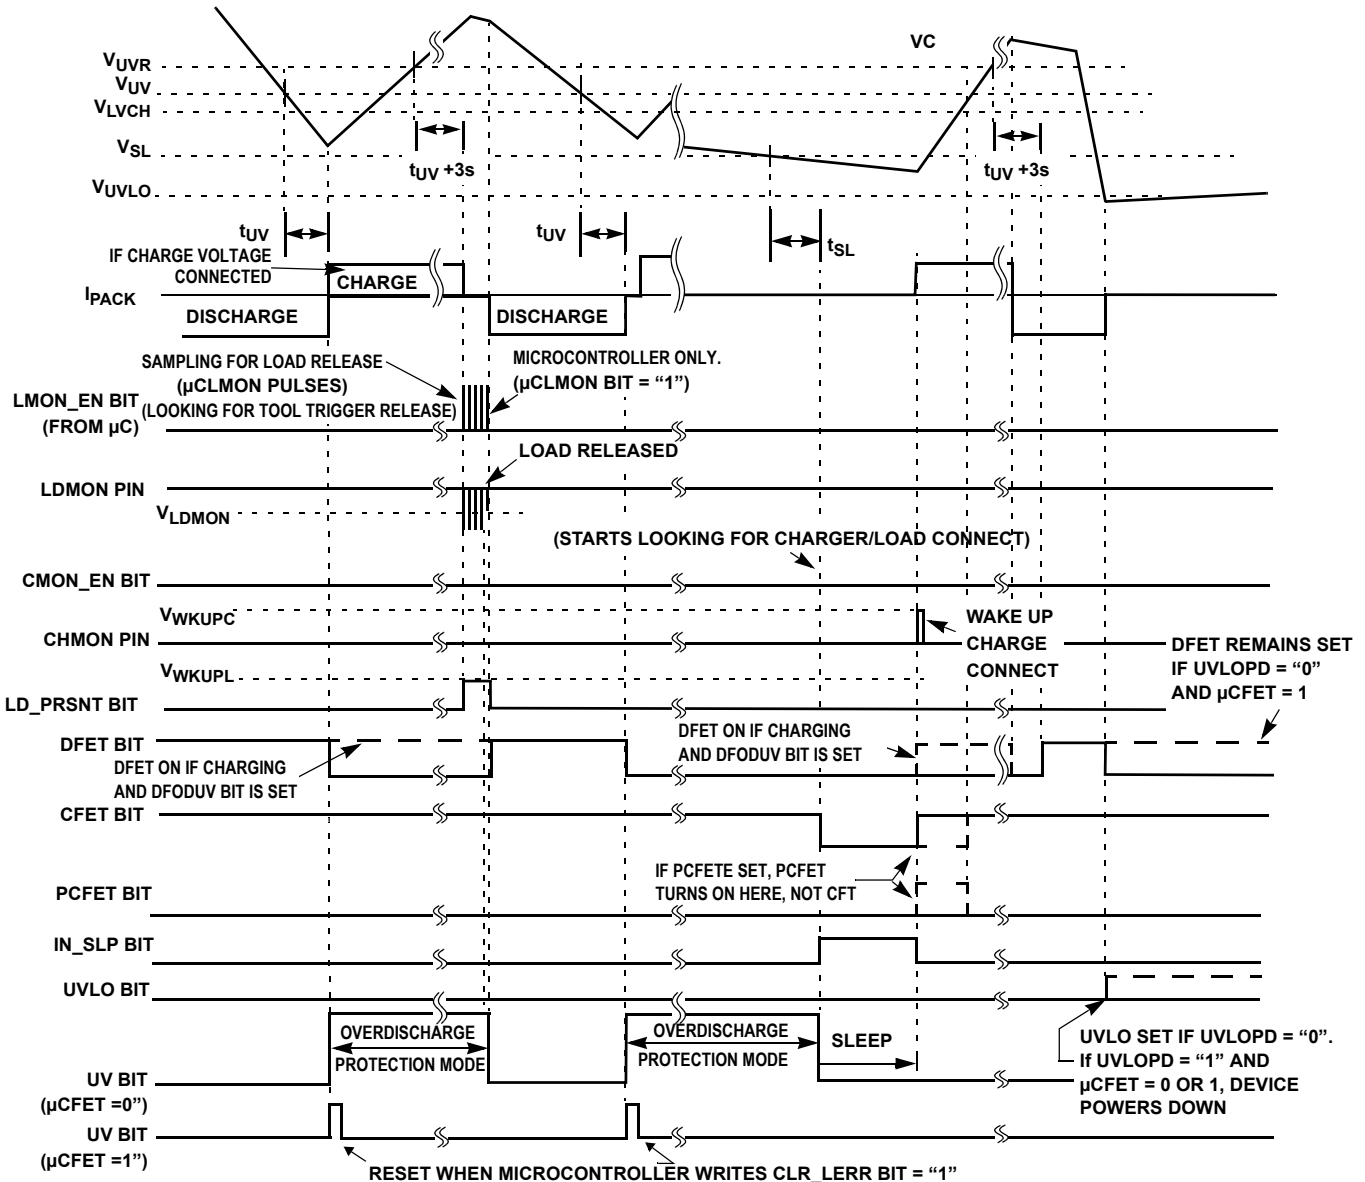 VC
VUVR
VUV
VLVCH
VSL
VUVLO
tUV +3s
tUV +3s
tUV
tUV
tSL
IF CHARGE VOLTAGE
CONNECTED
CHARGE
IPACK
DISCHARGE
DISCHARGE
SAMPLING FOR LOAD RELEASE
(µCLMON PULSES)
(LOOKING FOR TOOL TRIGGER RELEASE)
MICROCONTROLLER ONLY.
(µCLMON BIT = “1”)
LMON_EN BIT
(FROM µC)
LOAD RELEASED
LDMON PIN
VLDMON
(STARTS LOOKING FOR CHARGER/LOAD CONNECT)
CMON_EN BIT
VWKUPC
CHMON PIN
WAKE UP
CHARGE
CONNECT
VWKUPL
LD_PRSNT BIT
DFET REMAINS SET
IF UVLOPD = “0”
AND µCFET = 1
DFET BIT
DFET ON IF CHARGING
AND DFODUV BIT IS SET
DFET ON IF CHARGING
AND DFODUV BIT IS SET
CFET BIT
IF PCFETE SET, PCFET
TURNS ON HERE, NOT CFT
PCFET BIT
IN_SLP BIT
UVLO BIT
OVERDISCHARGE
PROTECTION MODE
OVERDISCHARGE
PROTECTION MODE
SLEEP
UVLO SET IF UVLOPD = “0”.
If UVLOPD = “1” AND
µCFET = 0 OR 1, DEVICE
POWERS DOWN
UV BIT
(µCFET =0”)
UV BIT
(µCFET =1”)
RESET WHEN MICROCONTROLLER WRITES CLR_LERR BIT = “1”